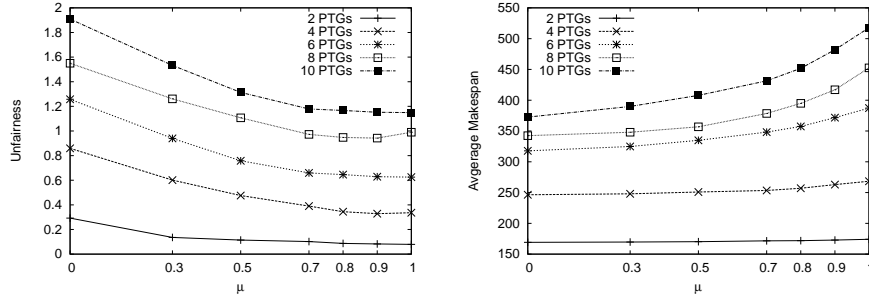 2
1.8
1.6
1.4
1.2
1
0.8
0.6
0.4
0.2
0
Unfairness
2 PTGs
4 PTGs
6 PTGs
8 PTGs
10 PTGs
0 0.3 0.5 0.7 0.8 0.9 1
μ
550
500
450
400
350
300
250
200
150
Avgerage Makespan
2 PTGs
4 PTGs
6 PTGs
8 PTGs
10 PTGs
0 0.3 0.5 0.7 0.8 0.9 1
μ